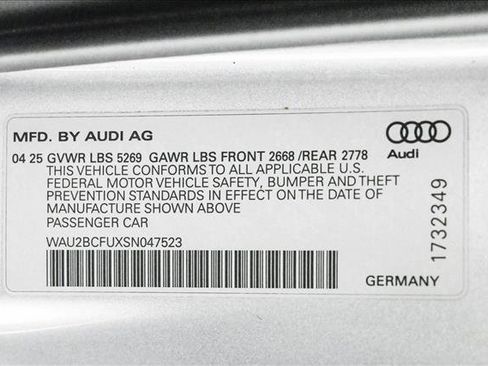 MFD. BY AUDI AG
04 25 GVWR LBS 5269 GAWR LBS FRONT 2668 /REAR 2778
THIS VEHICLE CONFORMS TO ALL APPLICABLE U.S.
FEDERAL MOTOR VEHICLE SAFETY, BUMPER AND THEFT
PREVENTION STANDARDS IN EFFECT ON THE DATE OF
MANUFACTURE SHOWN ABOVE
PASSENGER CAR
WAU2BCFUXSN047523
Audi
1732349
GERMANY